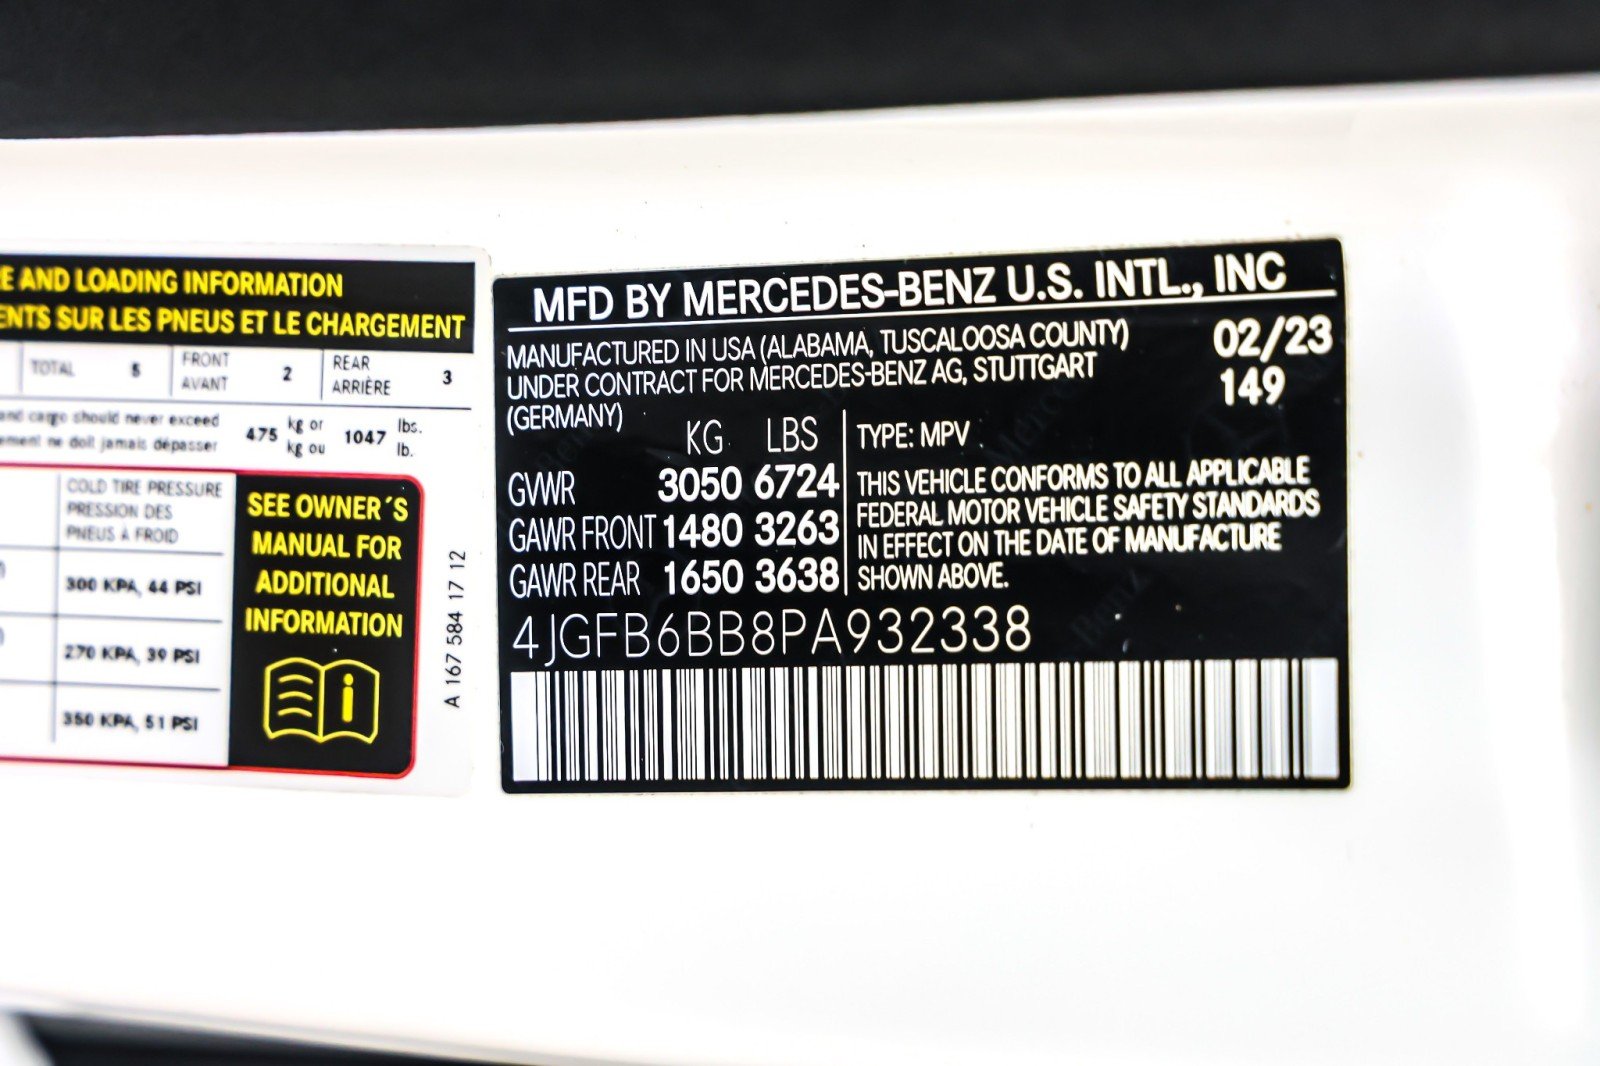 E AND LOADING INFORMATION
ENTS SUR LES PNEUS ET LE CHARGEMENT
TOTAL 5 FRONT 2 REAR 3
AVANT ARRIÈRE
and cargo should never exceed 475 kg or 1047 lbs.
ement ne doit jamais dépasser kg ou lb.
COLD TIRE PRESSURE
PRESSION DES
PNEUS À FROID
300 KPA, 44 PSI
270 KPA, 39 PSI
350 KPA, 51 PSI
SEE OWNER´S
MANUAL FOR
ADDITIONAL
INFORMATION
A 167 584 17 12
MFD BY MERCEDES-BENZ U.S. INTL., INC
MANUFACTURED IN USA (ALABAMA, TUSCALOOSA COUNTY) 02/23
UNDER CONTRACT FOR MERCEDES-BENZ AG, STUTTGART 149
(GERMANY)
KG LBS
GVWR 3050 6724
GAWR FRONT 1480 3263
GAWR REAR 1650 3638
TYPE: MPV
THIS VEHICLE CONFORMS TO ALL APPLICABLE
FEDERAL MOTOR VEHICLE SAFETY STANDARDS
IN EFFECT ON THE DATE OF MANUFACTURE
SHOWN ABOVE.
4JGFB6BB8PA932338